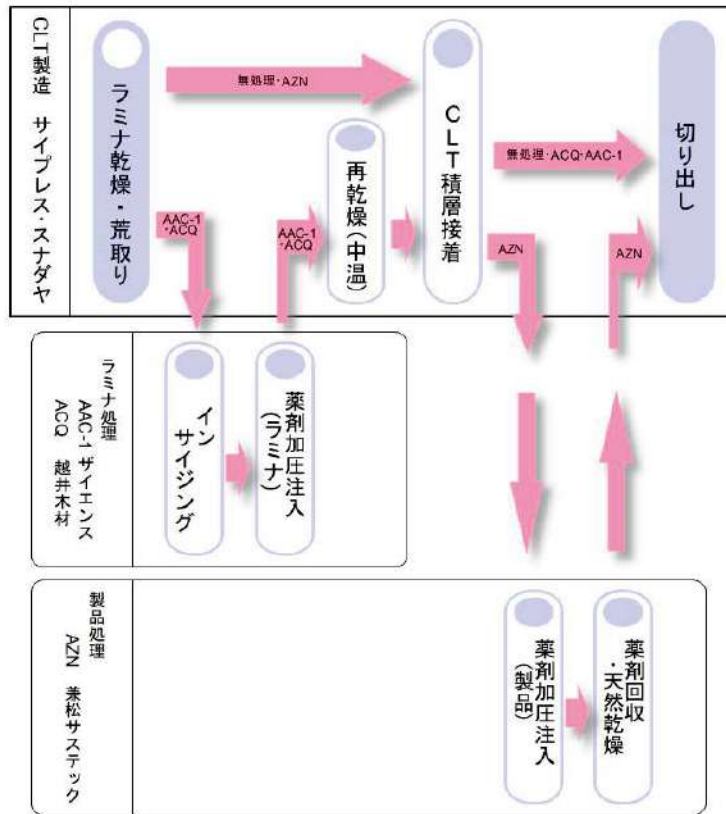 CLT製造 サイプレス・スナダヤ
ラミナ乾燥・荒取り
無処理・AZN
AAC-1
・ACQ
AAC-1
・ACQ
再乾燥(中温)
CLT積層接着
無処理・ACQ・AAC-1
AZN
AZN
切り出し
ラミナ処理
AAC-1 ザイエンス
ACQ 越井木材
イン
サイジング
薬剤加圧注入
(ラミナ)
製品処理
AZN 兼松サステック
薬剤加圧注入
(製品)
薬剤回収
・天然乾燥